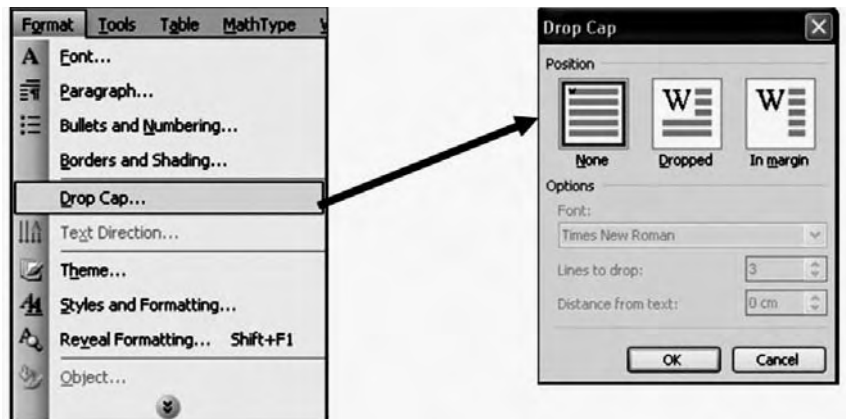 Format Tools Table MathType
Font...
Paragraph...
Bullets and Numbering...
Borders and Shading...
Drop Cap...
Text Direction...
Theme...
Styles and Formatting...
Reveal Formatting... Shift+F1
Object...
Drop Cap
Position
None Dropped In margin
Options
Font:
Times New Roman
Lines to drop: 3
Distance from text: 0 cm
OK Cancel